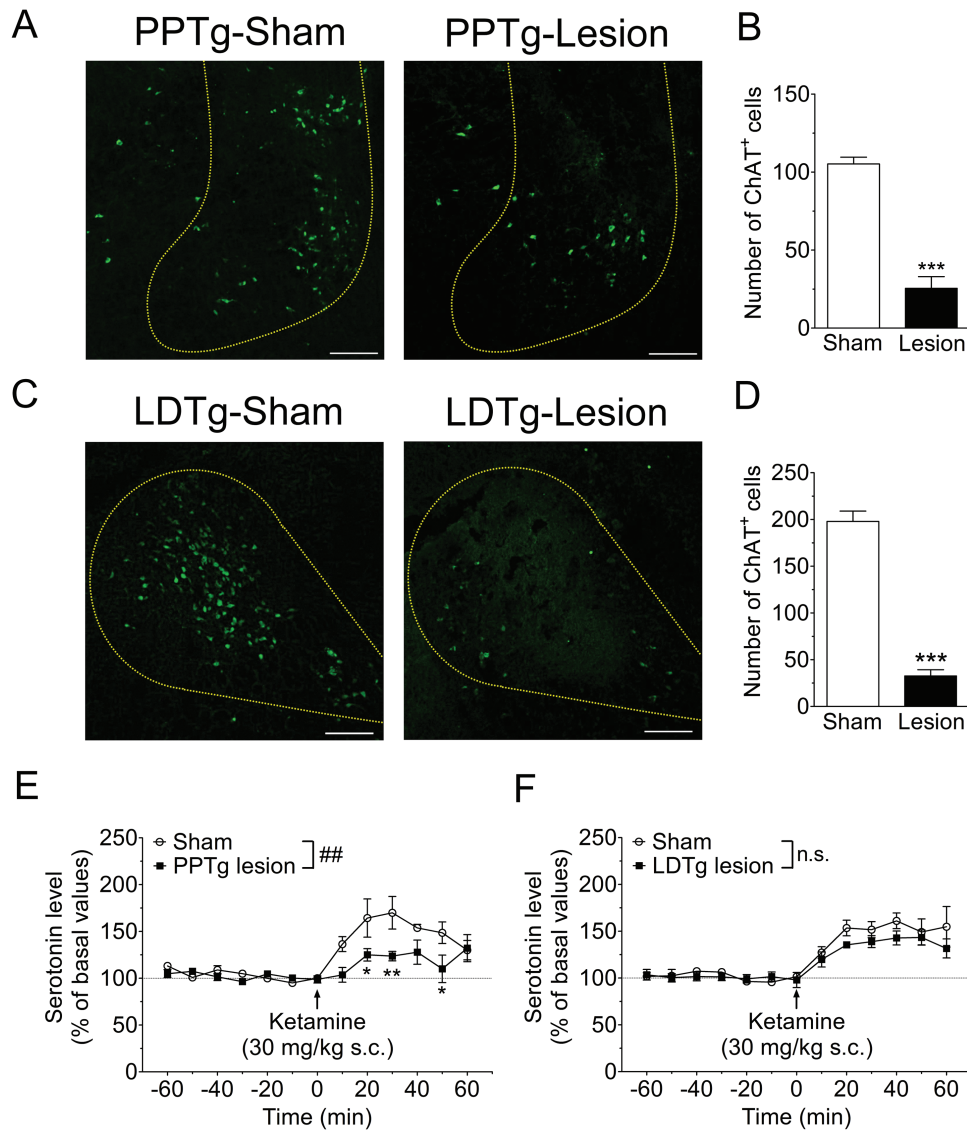 A
PPTg-Sham
PPTg-Lesion
B
Number of ChAT⁺ cells
150
100
50
0
***
Sham
Lesion
C
LDTg-Sham
LDTg-Lesion
D
Number of ChAT⁺ cells
250
200
150
100
50
0
***
Sham
Lesion
E
Serotonin level
(% of basal values)
250
200
150
100
50
0
Sham
PPTg lesion
##
*
**
*
Ketamine
(30 mg/kg s.c.)
-60 -40 -20 0 20 40 60
Time (min)
F
Serotonin level
(% of basal values)
250
200
150
100
50
0
Sham
LDTg lesion
n.s.
Ketamine
(30 mg/kg s.c.)
-60 -40 -20 0 20 40 60
Time (min)